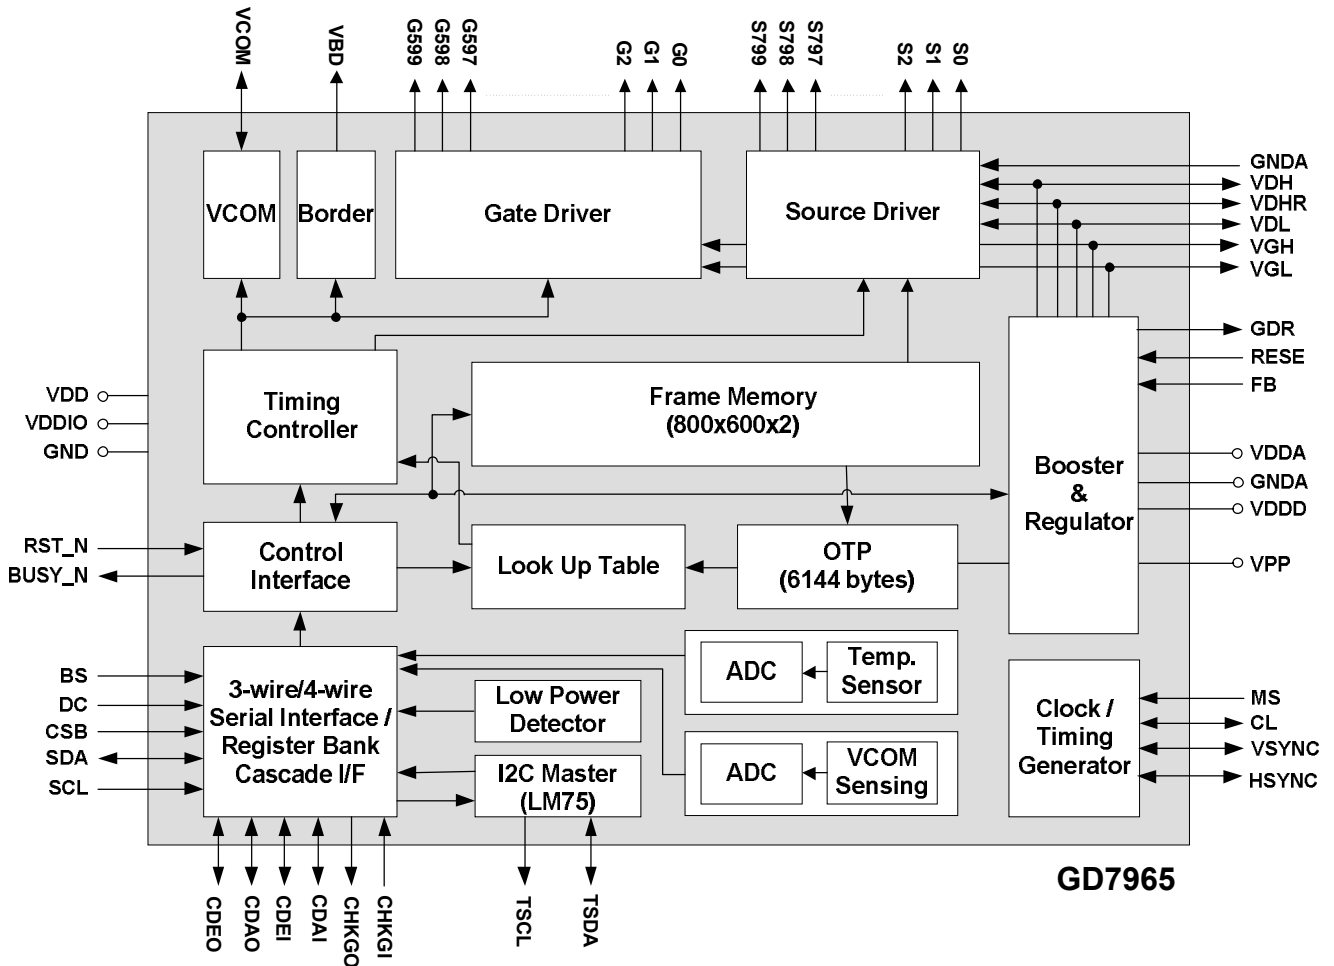 VCOM
VBD
G599
G598
G597
G2
G1
G0
S799
S798
S797
S2
S1
S0
VCOM
Border
Gate Driver
Source Driver
GNDA
VDH
VDHR
VDL
VGH
VGL
GDR
RESE
FB
VDD
VDDIO
GND
Timing
Controller
Frame Memory
(800x600x2)
Booster
&
Regulator
VDDA
GNDA
VDDD
VPP
RST_N
BUSY_N
Control
Interface
Look Up Table
OTP
(6144 bytes)
BS
DC
CSB
SDA
SCL
3-wire/4-wire
Serial Interface /
Register Bank
Cascade I/F
Low Power
Detector
I2C Master
(LM75)
ADC
Temp.
Sensor
ADC
VCOM
Sensing
Clock /
Timing
Generator
MS
CL
VSYNC
HSYNC
CDEO
CDAO
CDEI
CDAI
CHKGO
CHKGI
TSCL
TSDA
GD7965